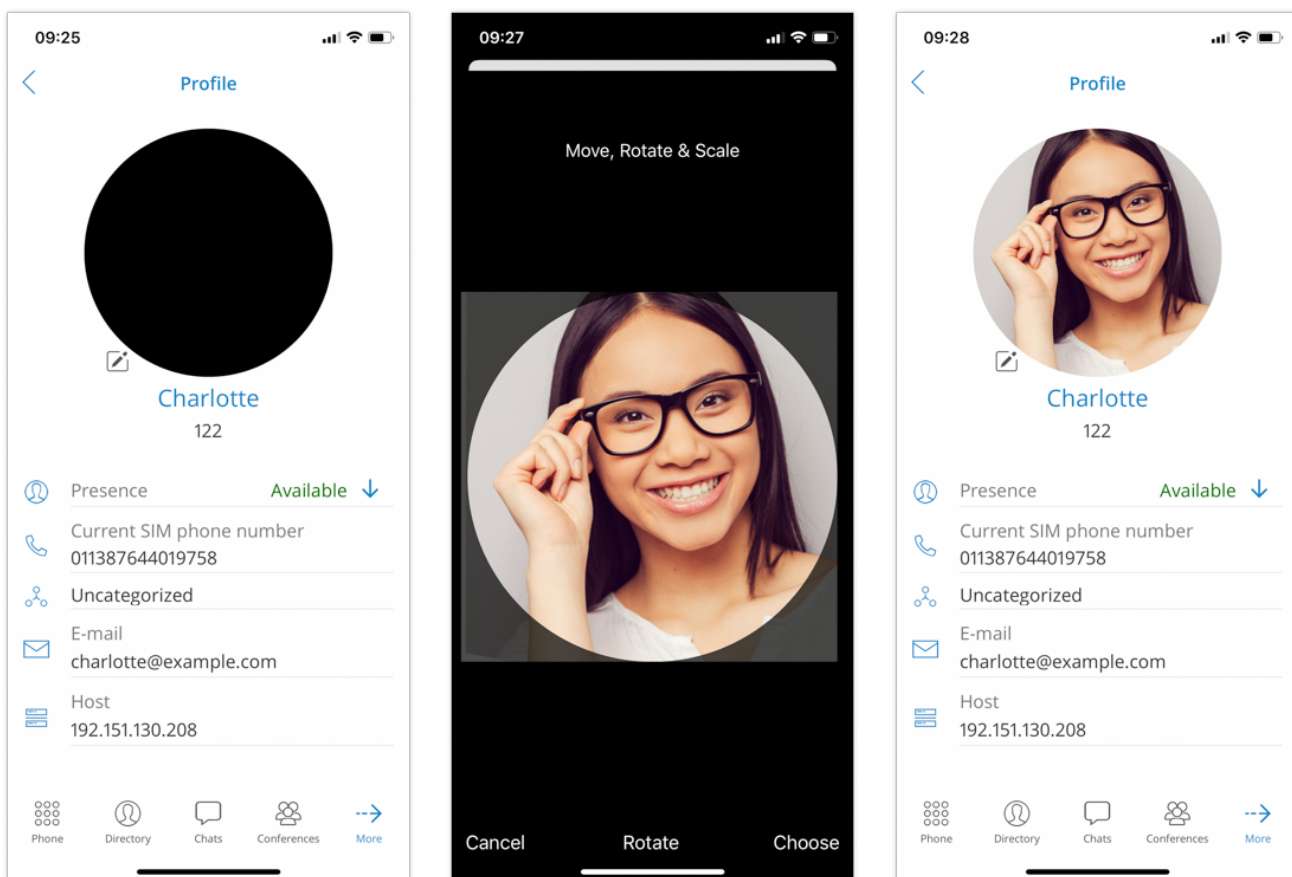 09:25
Profile
Charlotte
122
Presence Available
Current SIM phone number
011387644019758
Uncategorized
E-mail
charlotte@example.com
Host
192.151.130.208
Phone Directory Chats Conferences More
09:27
Move, Rotate & Scale
Cancel Rotate Choose
09:28
Profile
Charlotte
122
Presence Available
Current SIM phone number
011387644019758
Uncategorized
E-mail
charlotte@example.com
Host
192.151.130.208
Phone Directory Chats Conferences More